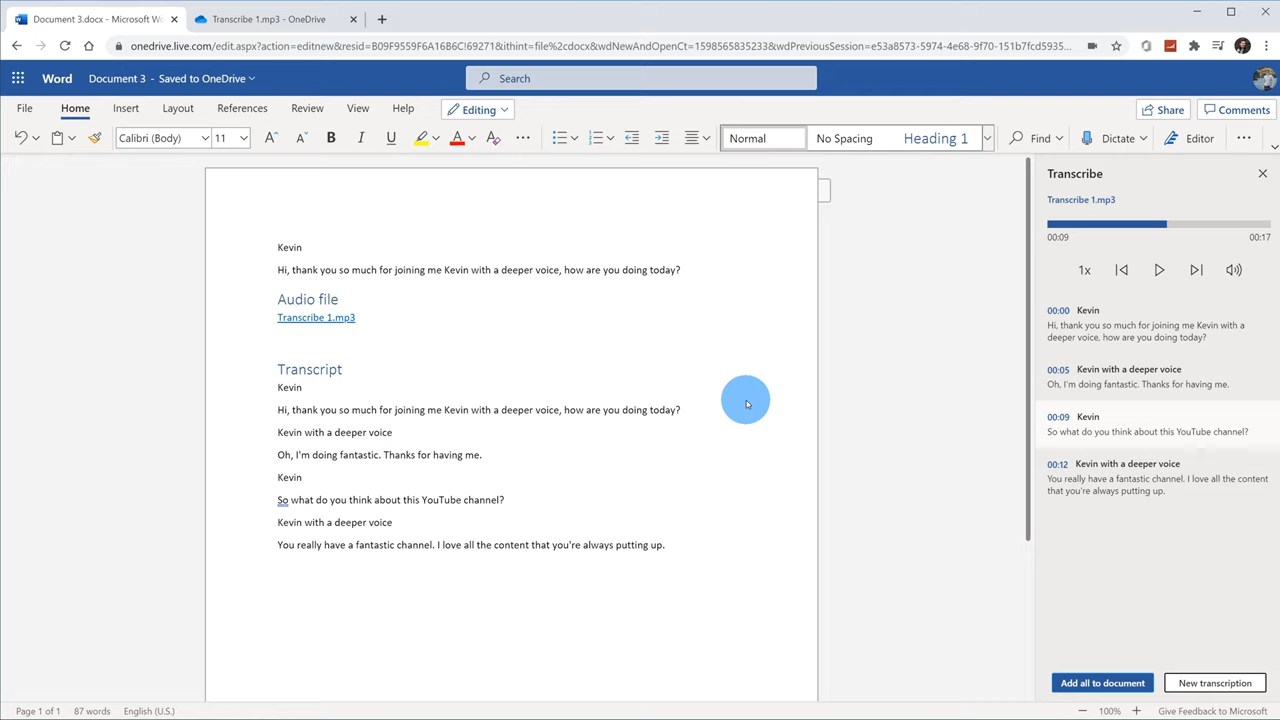 Document 3.docx - Microsoft Wo
Transcribe 1.mp3 - OneDrive
onedrive.live.com/edit.aspx?action=editnew&resid=B09F9559F6A16B6C!69271&ithint=file%2cdocx&wdNewAndOpenCt=1598565835233&wdPreviousSession=e53a8573-5974-4e68-9f70-151b7fcd5935...
Word Document 3 - Saved to OneDrive
Search
File Home Insert Layout References Review View Help Editing Share Comments
Calibri (Body) 11 B I U A Normal No Spacing Heading 1 Find Dictate Editor
Kevin
Hi, thank you so much for joining me Kevin with a deeper voice, how are you doing today?
Audio file
Transcribe 1.mp3
Transcript
Kevin
Hi, thank you so much for joining me Kevin with a deeper voice, how are you doing today?
Kevin with a deeper voice
Oh, I'm doing fantastic. Thanks for having me.
Kevin
So what do you think about this YouTube channel?
Kevin with a deeper voice
You really have a fantastic channel. I love all the content that you're always putting up.
Transcribe
Transcribe 1.mp3
00:09 00:17
1x
00:00 Kevin
Hi, thank you so much for joining me Kevin with a
deeper voice, how are you doing today?
00:05 Kevin with a deeper voice
Oh, I'm doing fantastic. Thanks for having me.
00:09 Kevin
So what do you think about this YouTube channel?
00:12 Kevin with a deeper voice
You really have a fantastic channel. I love all the content
that you're always putting up.
Add all to document New transcription
Page 1 of 1 87 words English (U.S.) 100% Give Feedback to Microsoft